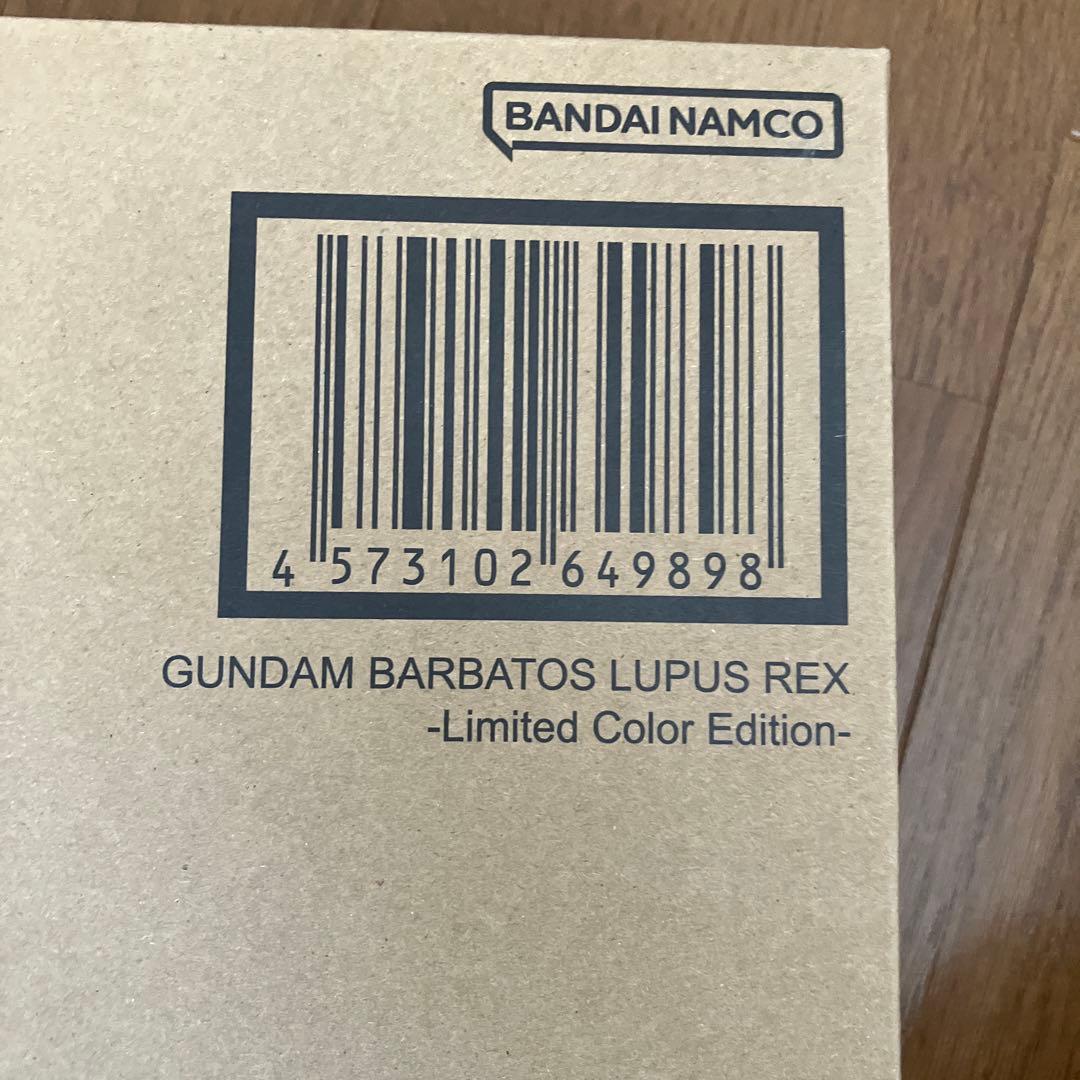 BANDAI NAMCO
4 573102 649898
GUNDAM BARBATOS LUPUS REX
-Limited Color Edition-